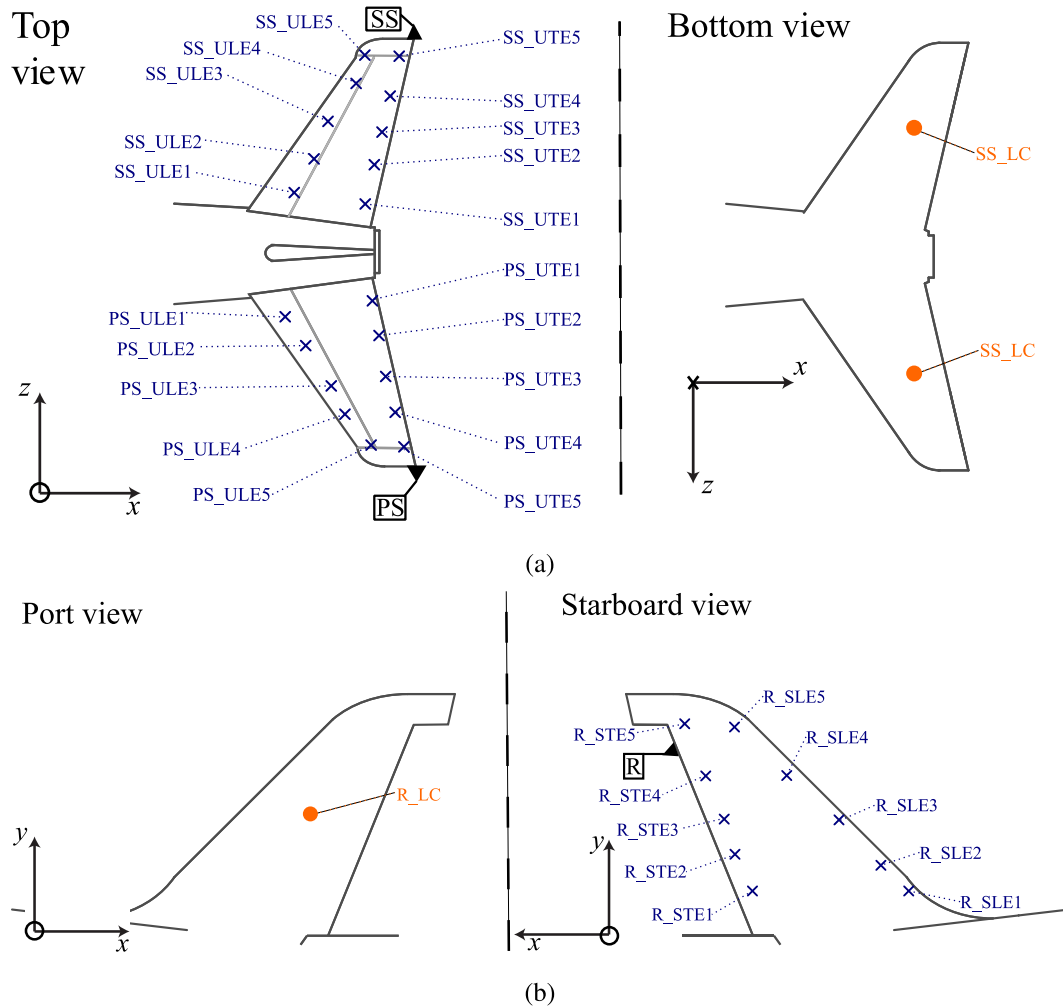 Top
view
SS_ULE5
SS
SS_UTE5
Bottom view
SS_ULE4
SS_ULE3
SS_UTE4
SS_UTE3
SS_ULE2
SS_UTE2
SS_LC
SS_ULE1
SS_UTE1
PS_UTE1
PS_ULE1
PS_UTE2
PS_ULE2
SS_LC
PS_ULE3
PS_UTE3
z
x
PS_ULE4
PS_UTE4
PS_ULE5
PS_UTE5
x
PS
z
(a)
Port view
Starboard view
R_SLE5
R_STE5
R_SLE4
R
R_LC
R_STE4
R_SLE3
R_STE3
y
y
R_SLE2
R_STE2
R_SLE1
R_STE1
x
x
(b)